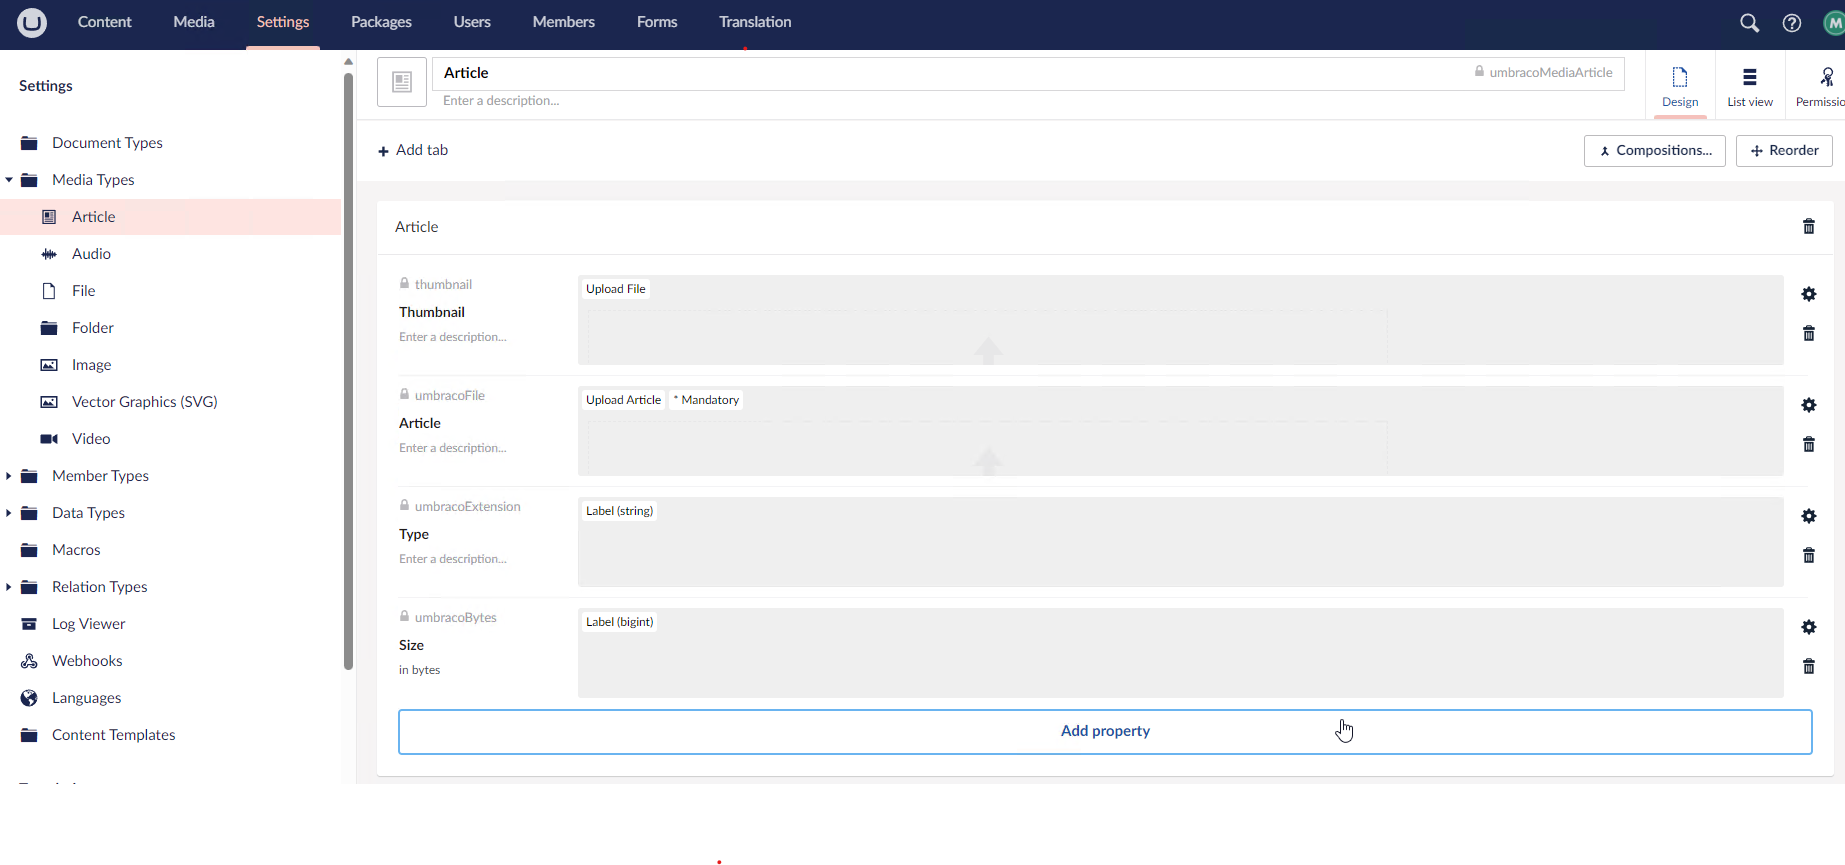 Content Media Settings Packages Users Members Forms Translation M
Settings
Document Types
Media Types
Article
Audio
File
Folder
Image
Vector Graphics (SVG)
Video
Member Types
Data Types
Macros
Relation Types
Log Viewer
Webhooks
Languages
Content Templates
Article umbracoMediaArticle
Enter a description...
Design List view Permissio
Add tab Compositions... Reorder
Article
thumbnail
Thumbnail
Enter a description...
Upload File
umbracoFile
Article
Enter a description...
Upload Article * Mandatory
umbracoExtension
Type
Enter a description...
Label (string)
umbracoBytes
Size
in bytes
Label (bigint)
Add property